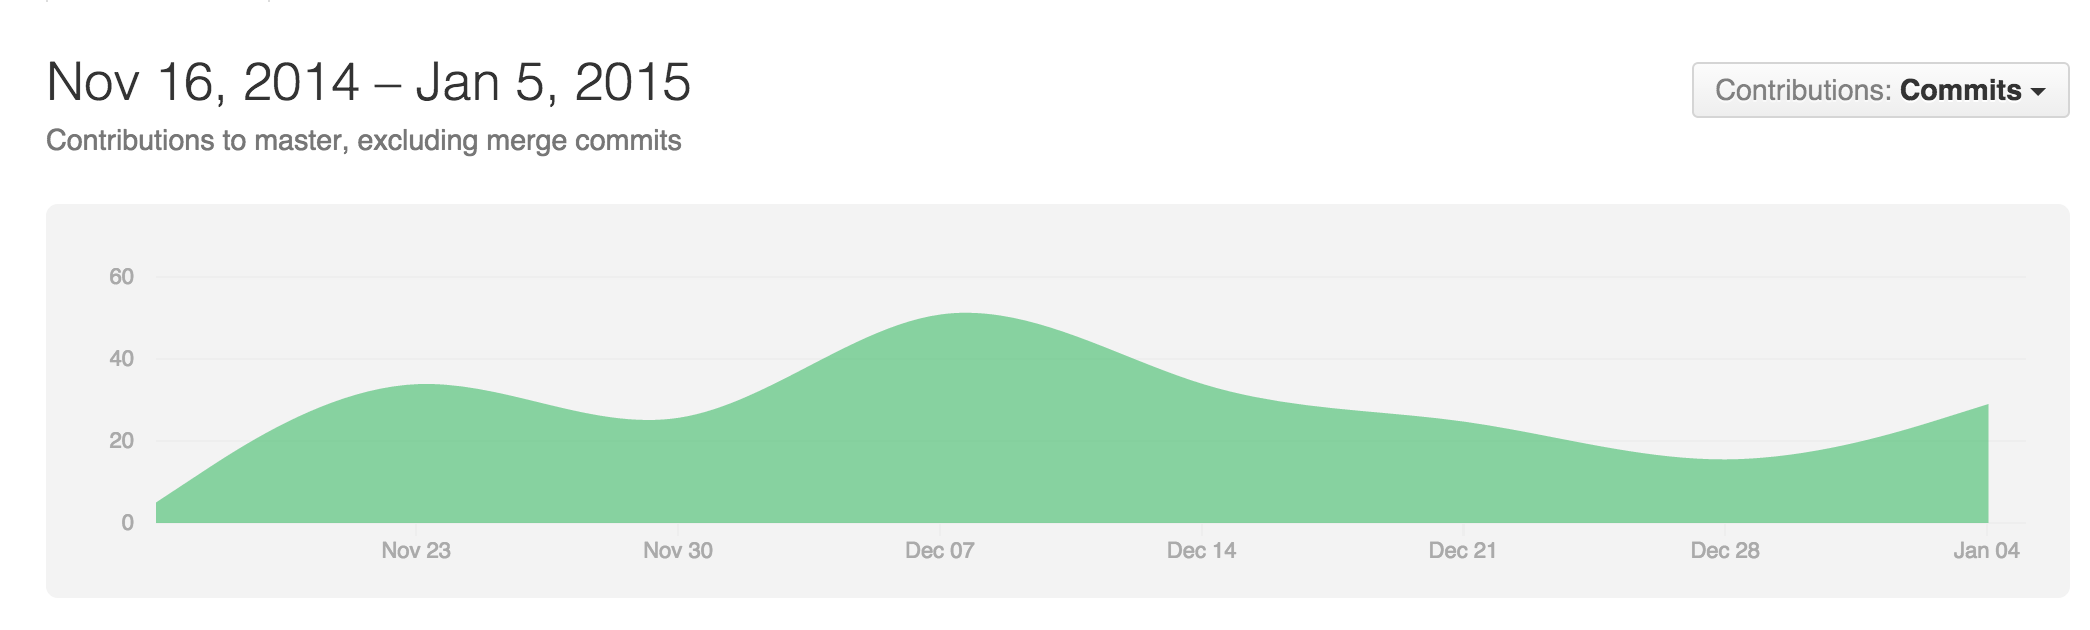 Nov 16, 2014 – Jan 5, 2015
Contributions: Commits
Contributions to master, excluding merge commits
60
40
20
0
Nov 23 Nov 30 Dec 07 Dec 14 Dec 21 Dec 28 Jan 04